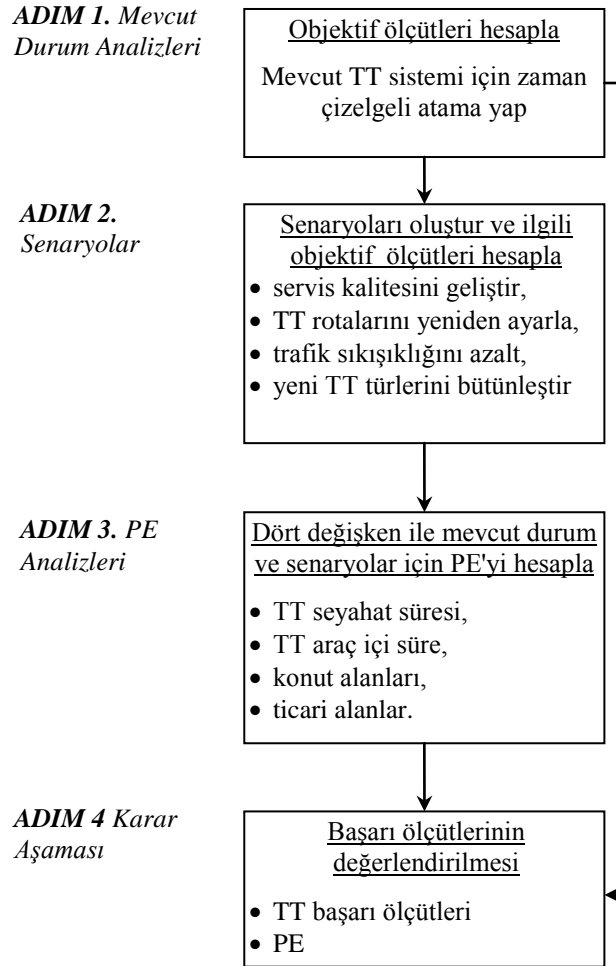 ADIM 1. Mevcut
Durum Analizleri
Objektif ölçütleri hesapla
Mevcut TT sistemi için zaman
çizelgeli atama yap
ADIM 2.
Senaryolar
Senaryoları oluştur ve ilgili
objektif ölçütleri hesapla
• servis kalitesini geliştir,
• TT rotalarını yeniden ayarla,
• trafik sıkışıklığını azalt,
• yeni TT türlerini bütünleştir
ADIM 3. PE
Analizleri
Dört değişken ile mevcut durum
ve senaryolar için PE'yi hesapla
• TT seyahat süresi,
• TT araç içi süre,
• konut alanları,
• ticari alanlar.
ADIM 4 Karar
Aşaması
Başarı ölçütlerinin
değerlendirilmesi
• TT başarı ölçütleri
• PE